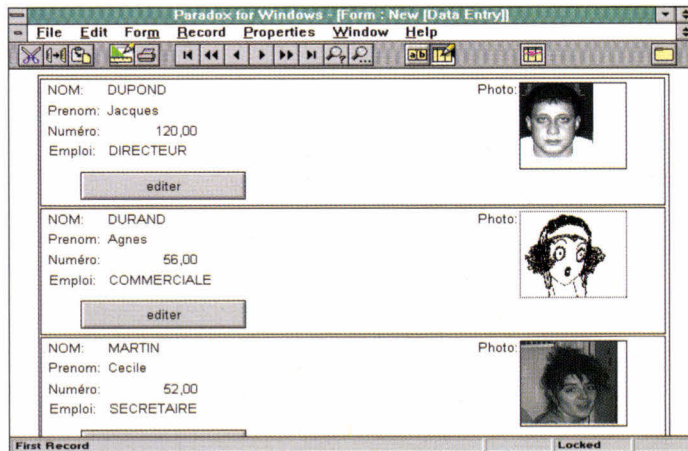 Paradox for Windows - [Form : New [Data Entry]]
File Edit Form Record Properties Window Help
NOM: DUPOND Photo:
Prenom: Jacques
Numéro: 120,00
Emploi: DIRECTEUR
editer
NOM: DURAND Photo:
Prenom: Agnes
Numéro: 56,00
Emploi: COMMERCIALE
editer
NOM: MARTIN Photo:
Prenom: Cecile
Numéro: 52,00
Emploi: SECRETAIRE
First Record Locked